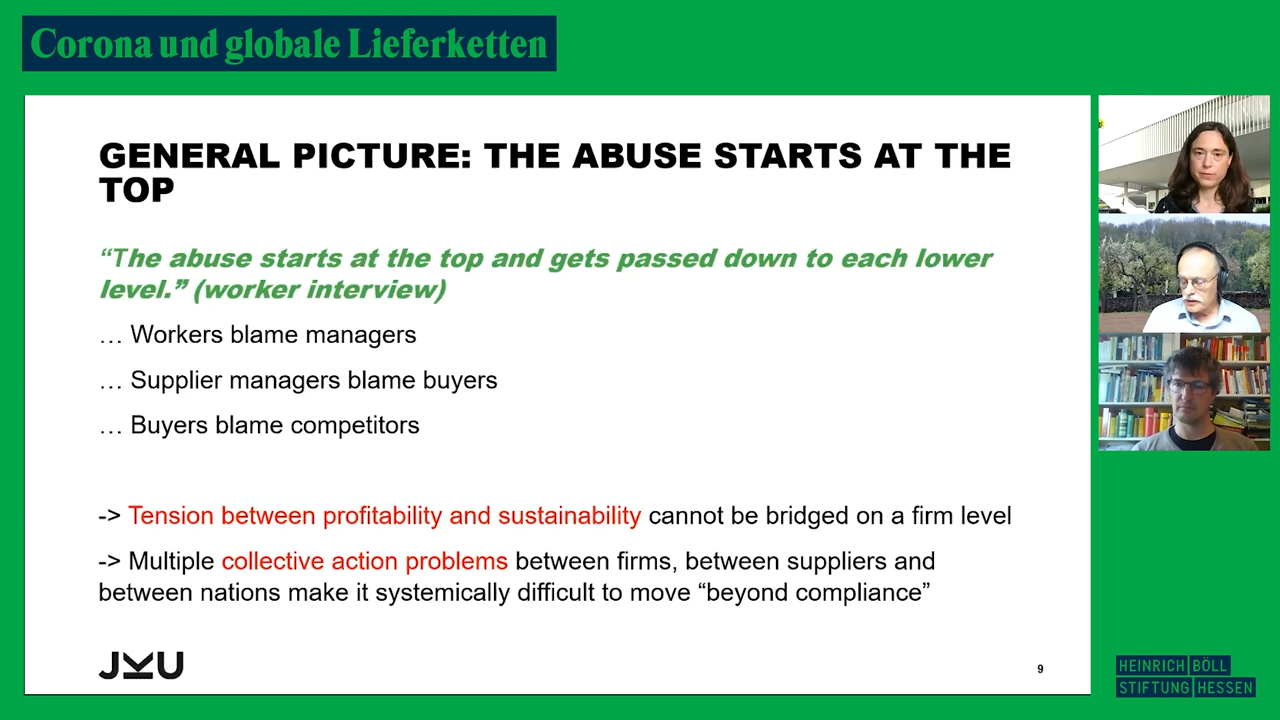 Corona und globale Lieferketten
GENERAL PICTURE: THE ABUSE STARTS AT THE
TOP
“The abuse starts at the top and gets passed down to each lower
level.” (worker interview)
… Workers blame managers
… Supplier managers blame buyers
… Buyers blame competitors
-> Tension between profitability and sustainability cannot be bridged on a firm level
-> Multiple collective action problems between firms, between suppliers and
between nations make it systemically difficult to move “beyond compliance”
JKU
9
HEINRICH BÖLL
STIFTUNG HESSEN